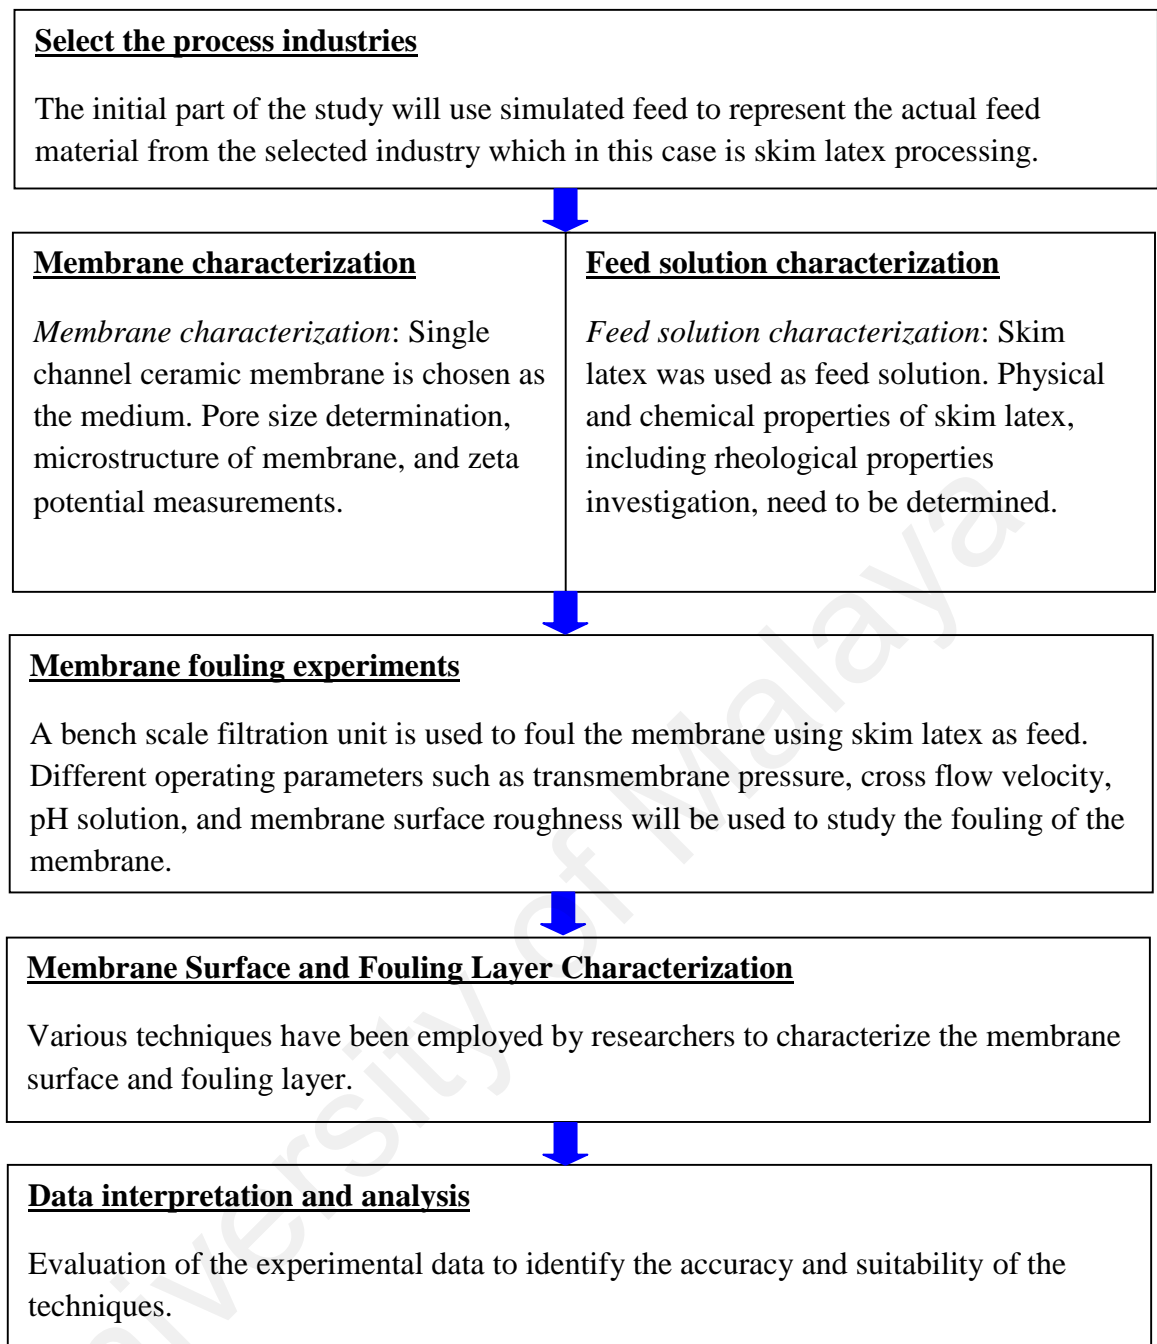 Select the process industries
The initial part of the study will use simulated feed to represent the actual feed
material from the selected industry which in this case is skim latex processing.
Membrane characterization
Membrane characterization: Single
channel ceramic membrane is chosen as
the medium. Pore size determination,
microstructure of membrane, and zeta
potential measurements.
Feed solution characterization
Feed solution characterization: Skim
latex was used as feed solution. Physical
and chemical properties of skim latex,
including rheological properties
investigation, need to be determined.
Membrane fouling experiments
A bench scale filtration unit is used to foul the membrane using skim latex as feed.
Different operating parameters such as transmembrane pressure, cross flow velocity,
pH solution, and membrane surface roughness will be used to study the fouling of the
membrane.
Membrane Surface and Fouling Layer Characterization
Various techniques have been employed by researchers to characterize the membrane
surface and fouling layer.
Data interpretation and analysis
Evaluation of the experimental data to identify the accuracy and suitability of the
techniques.
niversity of Malaya